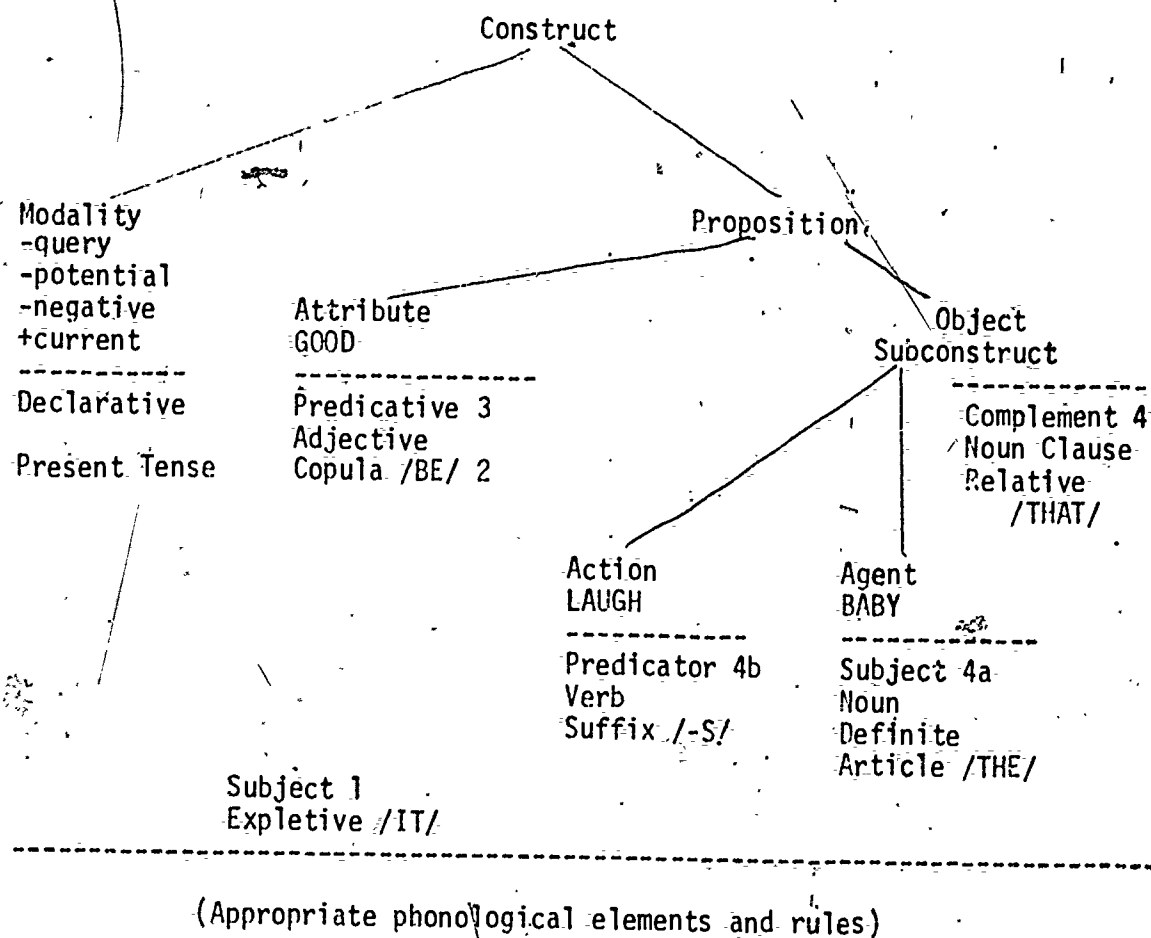 Construct
Modality
-query
-potential
-negative
+current
Declarative
Present Tense
Proposition
Attribute
GOOD
Predicative 3
Adjective
Copula /BE/ 2
Object
Subconstruct
Complement 4
Noun Clause
Relative
/THAT/
Action
LAUGH
Predicator 4b
Verb
Suffix /-S/
Agent
BABY
Subject 4a
Noun
Definite
Article /THE/
Subject 1
Expletive /IT/
(Appropriate phonological elements and rules)